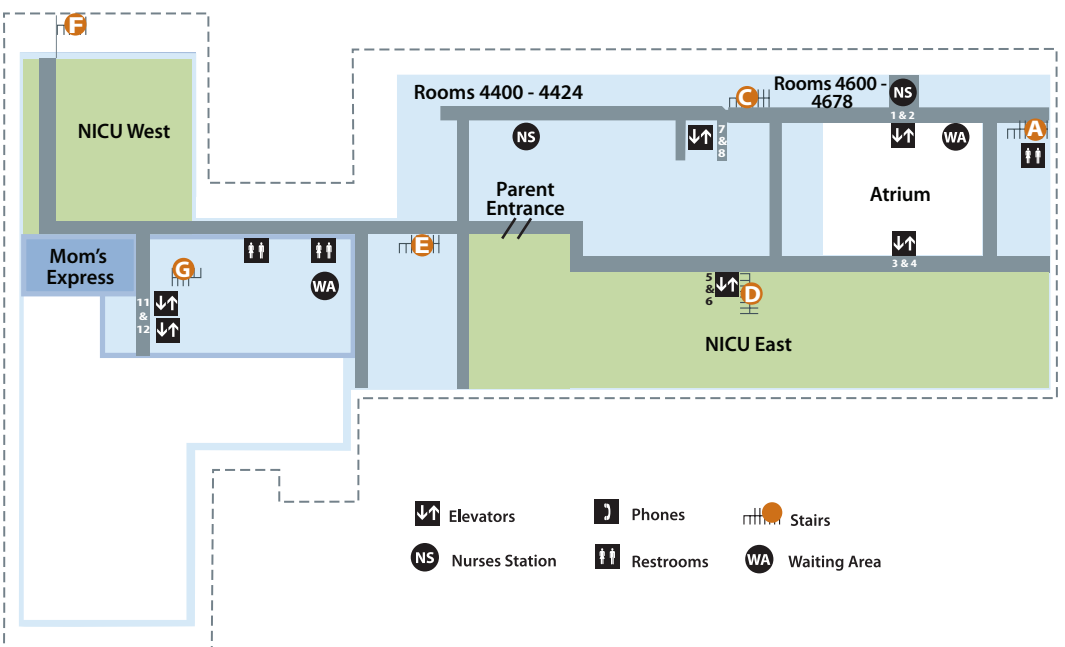 F
NICU West
Rooms 4400 - 4424
C
Rooms 4600 -
4678
NS
1 & 2
A
NS
7
&
8
WA
Parent
Entrance
Atrium
E
3 & 4
Mom's
Express
G
WA
11
&
12
5
&
6
D
NICU East
Elevators
Phones
Stairs
NS
Nurses Station
Restrooms
WA
Waiting Area